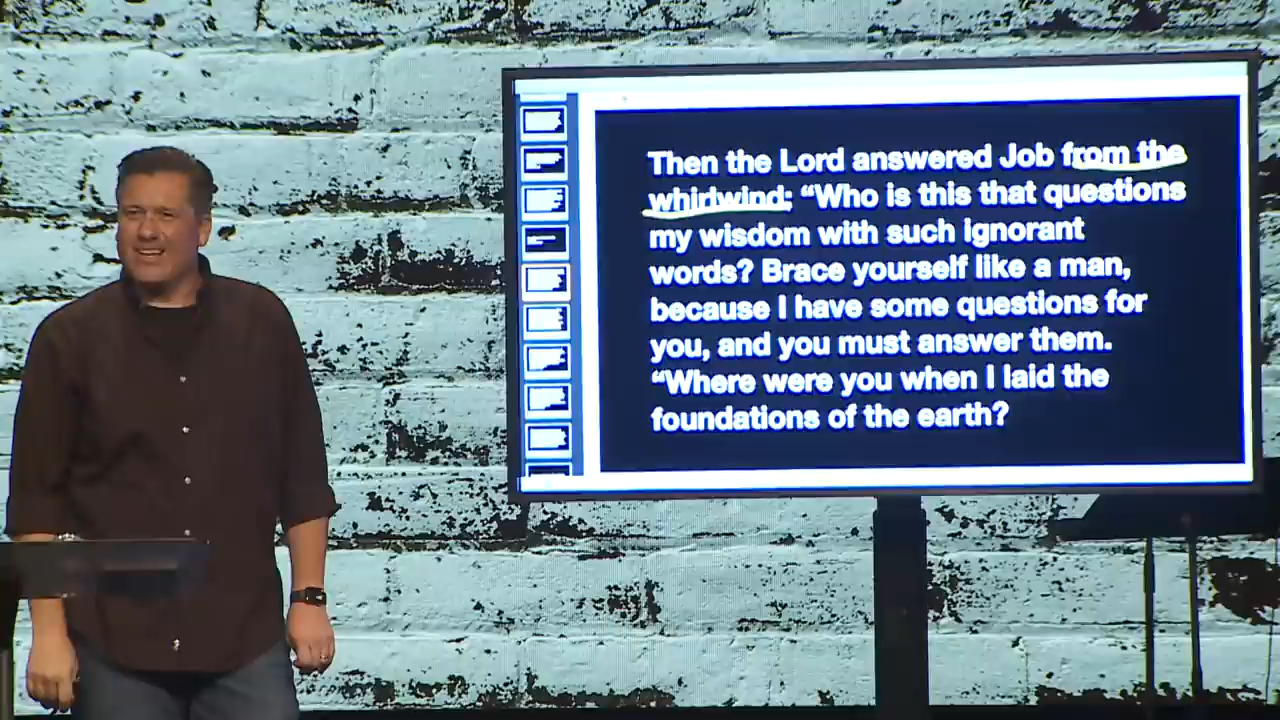 Then the Lord answered Job from the
whirlwind: “Who is this that questions
my wisdom with such ignorant
words? Brace yourself like a man,
because I have some questions for
you, and you must answer them.
“Where were you when I laid the
foundations of the earth?